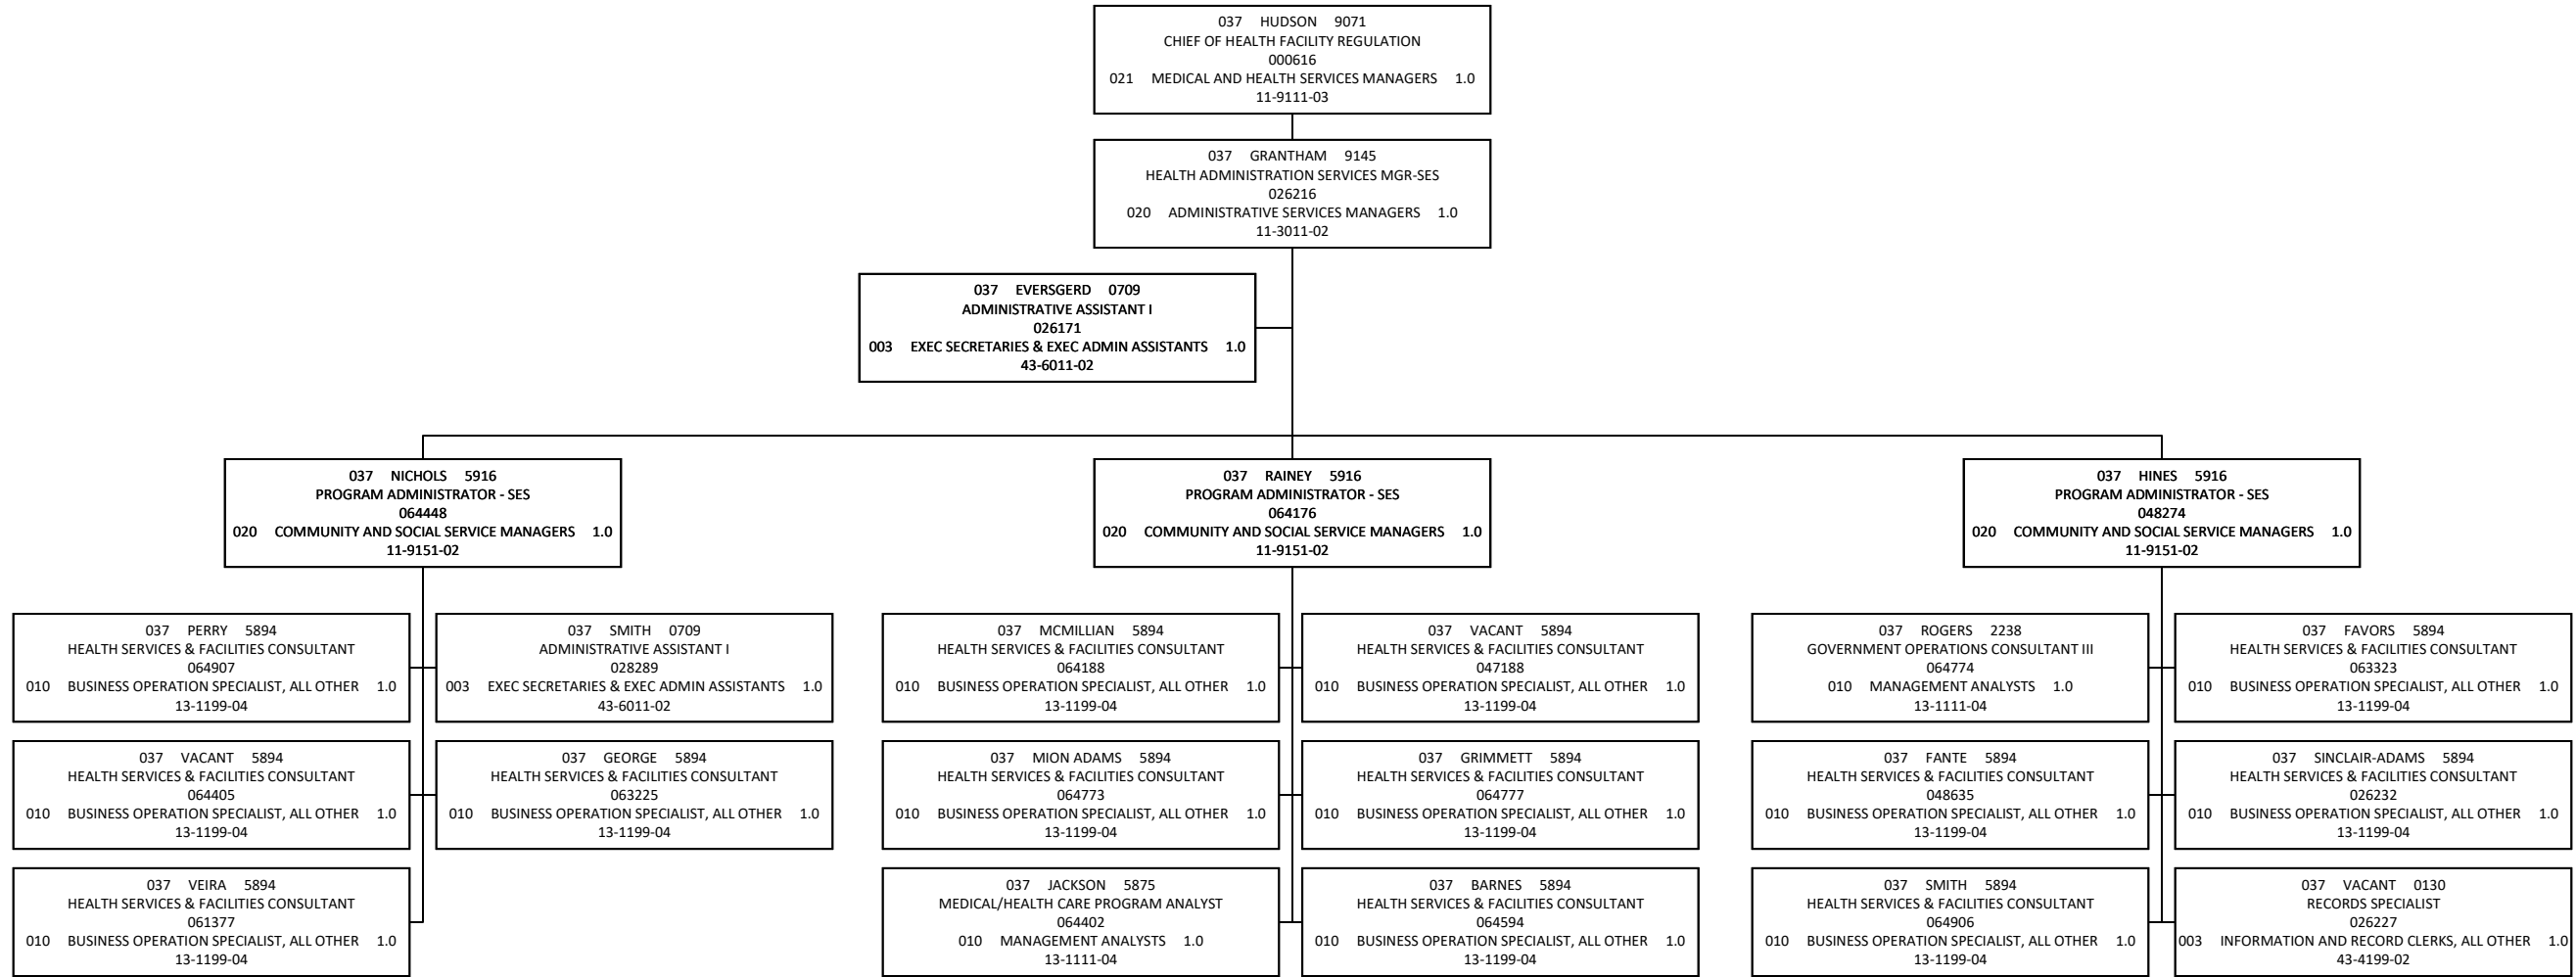 037 HUDSON 9071
CHIEF OF HEALTH FACILITY REGULATION
000616
021 MEDICAL AND HEALTH SERVICES MANAGERS 1.0
11-9111-03
037 GRANTHAM 9145
HEALTH ADMINISTRATION SERVICES MGR-SES
026216
020 ADMINISTRATIVE SERVICES MANAGERS 1.0
11-3011-02
037 EVERSGERD 0709
ADMINISTRATIVE ASSISTANT I
026171
003 EXEC SECRETARIES & EXEC ADMIN ASSISTANTS 1.0
43-6011-02
037 NICHOLS 5916
PROGRAM ADMINISTRATOR - SES
064448
020 COMMUNITY AND SOCIAL SERVICE MANAGERS 1.0
11-9151-02
037 RAINEY 5916
PROGRAM ADMINISTRATOR - SES
064176
020 COMMUNITY AND SOCIAL SERVICE MANAGERS 1.0
11-9151-02
037 HINES 5916
PROGRAM ADMINISTRATOR - SES
048274
020 COMMUNITY AND SOCIAL SERVICE MANAGERS 1.0
11-9151-02
037 PERRY 5894
HEALTH SERVICES & FACILITIES CONSULTANT
064907
010 BUSINESS OPERATION SPECIALIST, ALL OTHER 1.0
13-1199-04
037 SMITH 0709
ADMINISTRATIVE ASSISTANT I
028289
003 EXEC SECRETARIES & EXEC ADMIN ASSISTANTS 1.0
43-6011-02
037 MCMILLIAN 5894
HEALTH SERVICES & FACILITIES CONSULTANT
064188
010 BUSINESS OPERATION SPECIALIST, ALL OTHER 1.0
13-1199-04
037 VACANT 5894
HEALTH SERVICES & FACILITIES CONSULTANT
047188
010 BUSINESS OPERATION SPECIALIST, ALL OTHER 1.0
13-1199-04
037 ROGERS 2238
GOVERNMENT OPERATIONS CONSULTANT III
064774
010 MANAGEMENT ANALYSTS 1.0
13-1111-04
037 FAVORS 5894
HEALTH SERVICES & FACILITIES CONSULTANT
063323
010 BUSINESS OPERATION SPECIALIST, ALL OTHER 1.0
13-1199-04
037 VACANT 5894
HEALTH SERVICES & FACILITIES CONSULTANT
064405
010 BUSINESS OPERATION SPECIALIST, ALL OTHER 1.0
13-1199-04
037 GEORGE 5894
HEALTH SERVICES & FACILITIES CONSULTANT
063225
010 BUSINESS OPERATION SPECIALIST, ALL OTHER 1.0
13-1199-04
037 MION ADAMS 5894
HEALTH SERVICES & FACILITIES CONSULTANT
064773
010 BUSINESS OPERATION SPECIALIST, ALL OTHER 1.0
13-1199-04
037 GRIMMETT 5894
HEALTH SERVICES & FACILITIES CONSULTANT
064777
010 BUSINESS OPERATION SPECIALIST, ALL OTHER 1.0
13-1199-04
037 FANTE 5894
HEALTH SERVICES & FACILITIES CONSULTANT
048635
010 BUSINESS OPERATION SPECIALIST, ALL OTHER 1.0
13-1199-04
037 SINCLAIR-ADAMS 5894
HEALTH SERVICES & FACILITIES CONSULTANT
026232
010 BUSINESS OPERATION SPECIALIST, ALL OTHER 1.0
13-1199-04
037 VEIRA 5894
HEALTH SERVICES & FACILITIES CONSULTANT
061377
010 BUSINESS OPERATION SPECIALIST, ALL OTHER 1.0
13-1199-04
037 JACKSON 5875
MEDICAL/HEALTH CARE PROGRAM ANALYST
064402
010 MANAGEMENT ANALYSTS 1.0
13-1111-04
037 BARNES 5894
HEALTH SERVICES & FACILITIES CONSULTANT
064594
010 BUSINESS OPERATION SPECIALIST, ALL OTHER 1.0
13-1199-04
037 SMITH 5894
HEALTH SERVICES & FACILITIES CONSULTANT
064906
010 BUSINESS OPERATION SPECIALIST, ALL OTHER 1.0
13-1199-04
037 VACANT 0130
RECORDS SPECIALIST
026227
003 INFORMATION AND RECORD CLERKS, ALL OTHER 1.0
43-4199-02